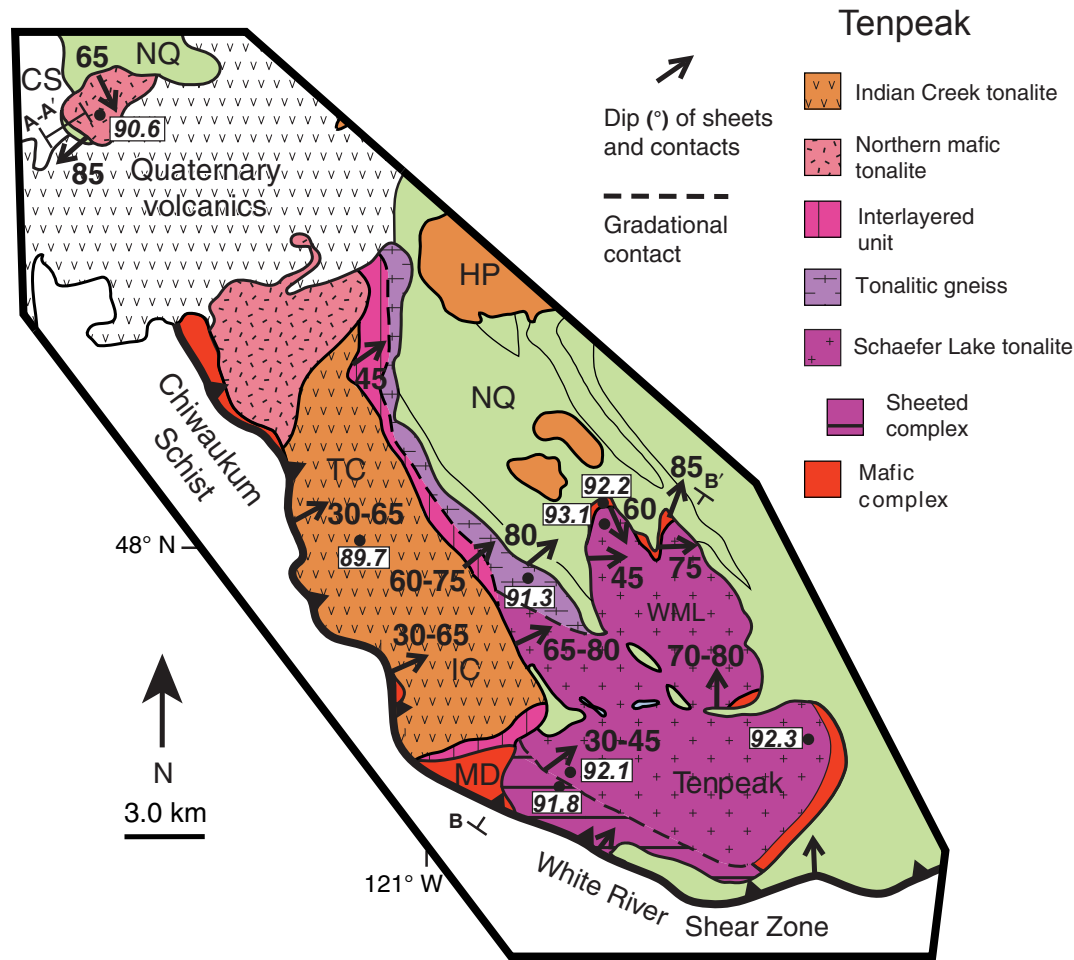 Tenpeak
Dip (°) of sheets
and contacts
Gradational
contact
Indian Creek tonalite
Northern mafic
tonalite
Interlayered
unit
Tonalitic gneiss
Schaefer Lake tonalite
Sheeted
complex
Mafic
complex
65
NQ
CS
A-A'
90.6
85
Quaternary
volcanics
HP
45
NQ
Chiwaukum
Schist
TC
30-65
89.7
48° N
60-75
80
91.3
92.2
93.1
60
85
B'
45
75
WML
30-65
IC
65-80
70-80
N
3.0 km
MD
30-45
92.1
91.8
92.3
Tenpeak
B
121° W
White River
Shear Zone